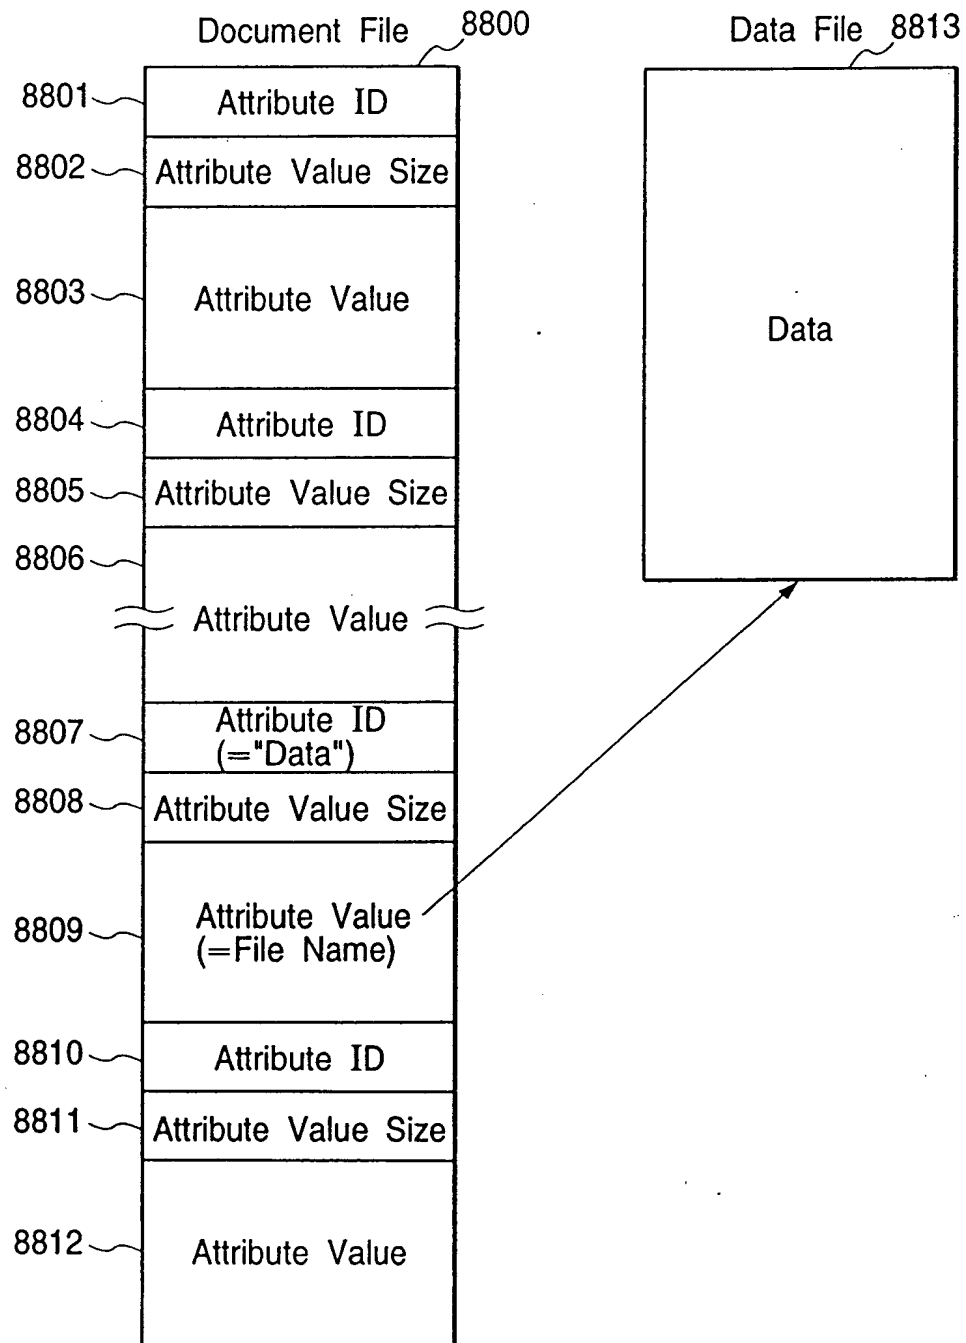 Document File 8800
Data File 8813
8801 Attribute ID
8802 Attribute Value Size
8803 Attribute Value
Data
8804 Attribute ID
8805 Attribute Value Size
8806
Attribute Value
8807 Attribute ID
(="Data")
8808 Attribute Value Size
8809 Attribute Value
(=File Name)
8810 Attribute ID
8811 Attribute Value Size
8812 Attribute Value